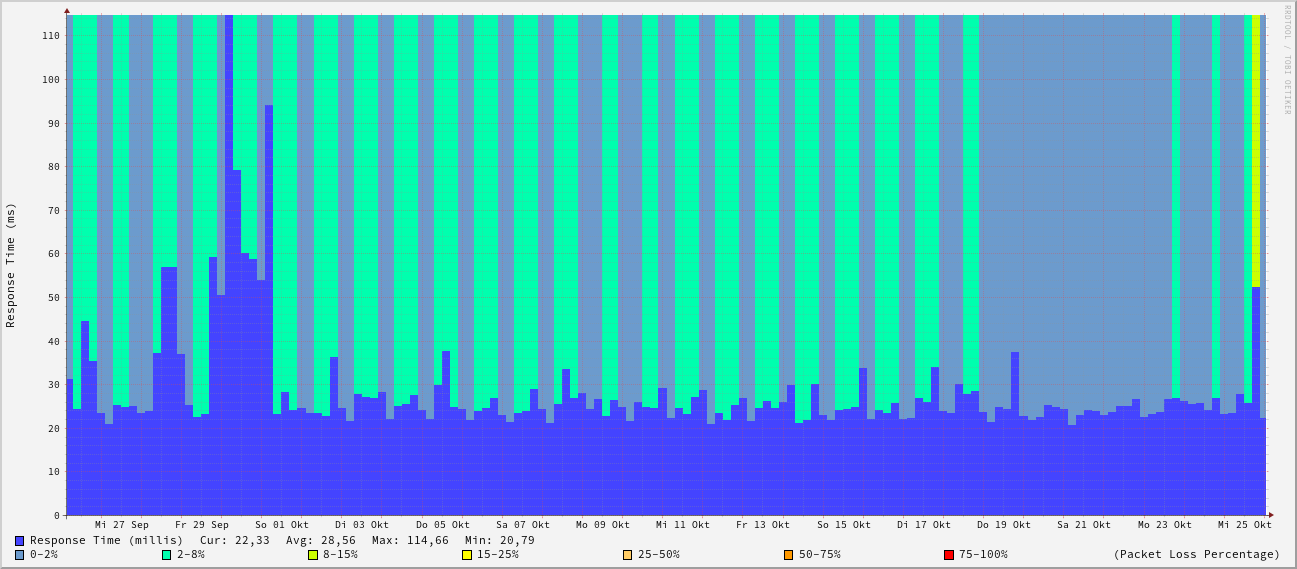 RRDTOOL / TOBI OETIKER
Response Time (ms)
110
100
90
80
70
60
50
40
30
20
10
0
Mi 27 Sep Fr 29 Sep So 01 Okt Di 03 Okt Do 05 Okt Sa 07 Okt Mo 09 Okt Mi 11 Okt Fr 13 Okt So 15 Okt Di 17 Okt Do 19 Okt Sa 21 Okt Mo 23 Okt Mi 25 Okt
Response Time (millis) Cur: 22,33 Avg: 28,56 Max: 114,66 Min: 20,79
0-2% 2-8% 8-15% 15-25% 25-50% 50-75% 75-100% (Packet Loss Percentage)